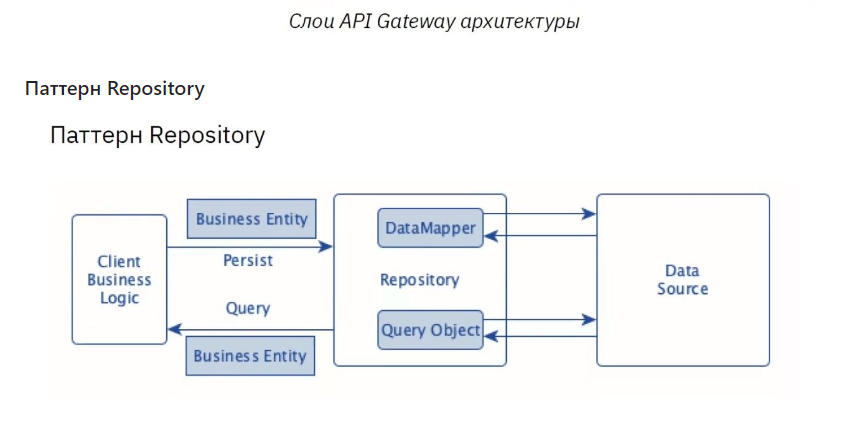 Слои API Gateway архитектуры
Паттерн Repository
Паттерн Repository
Business Entity
Persist
Client
Business
Logic
Query
Business Entity
DataMapper
Repository
Query Object
Data
Source